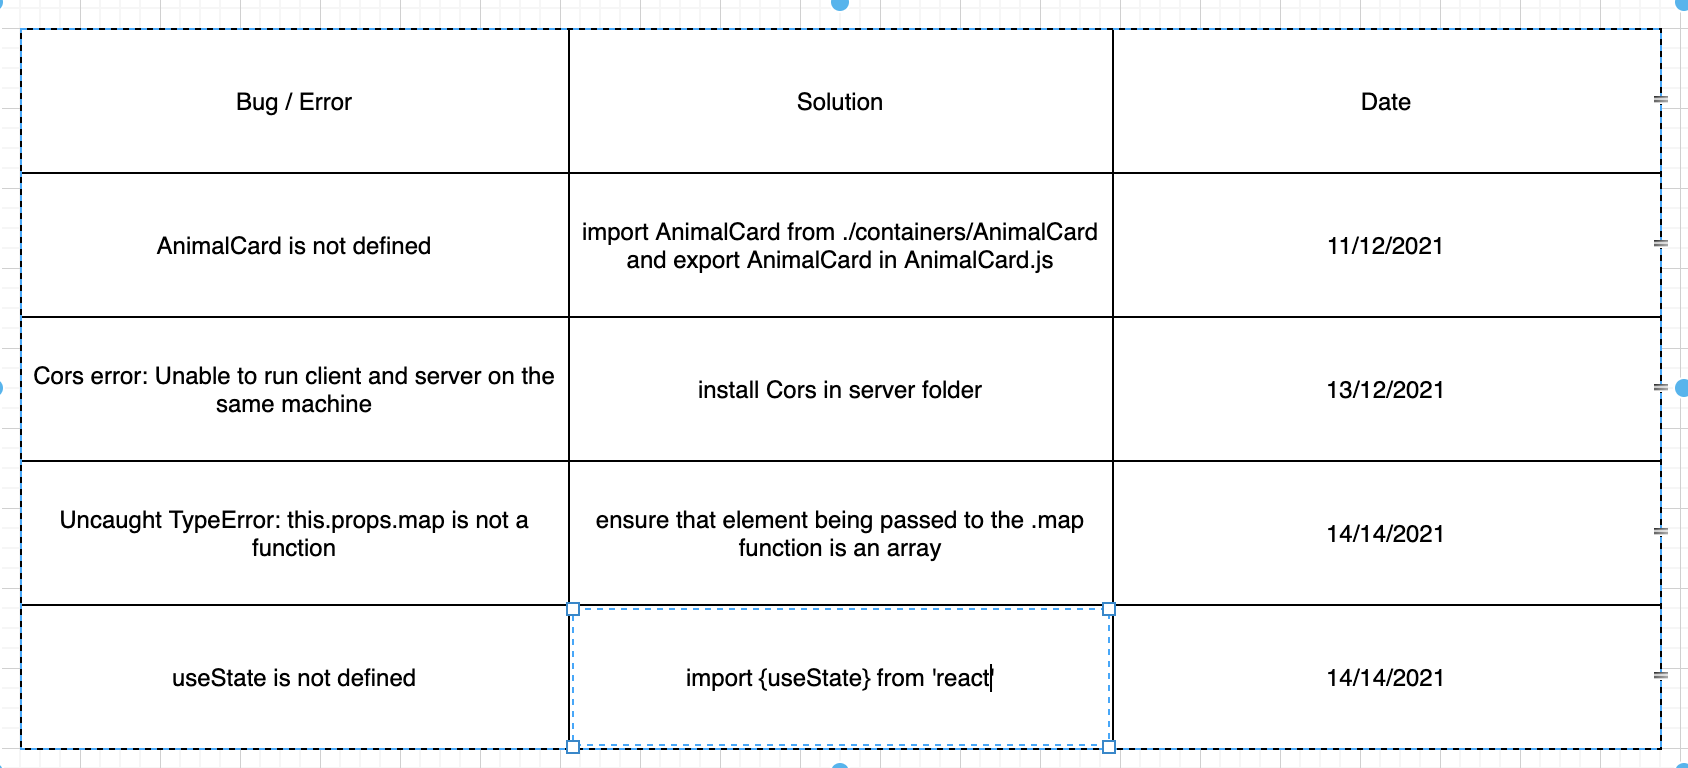 Bug / Error
Solution
Date
AnimalCard is not defined
import AnimalCard from ./containers/AnimalCard
and export AnimalCard in AnimalCard.js
11/12/2021
Cors error: Unable to run client and server on the
same machine
install Cors in server folder
13/12/2021
Uncaught TypeError: this.props.map is not a
function
ensure that element being passed to the .map
function is an array
14/14/2021
useState is not defined
import {useState} from 'react'
14/14/2021